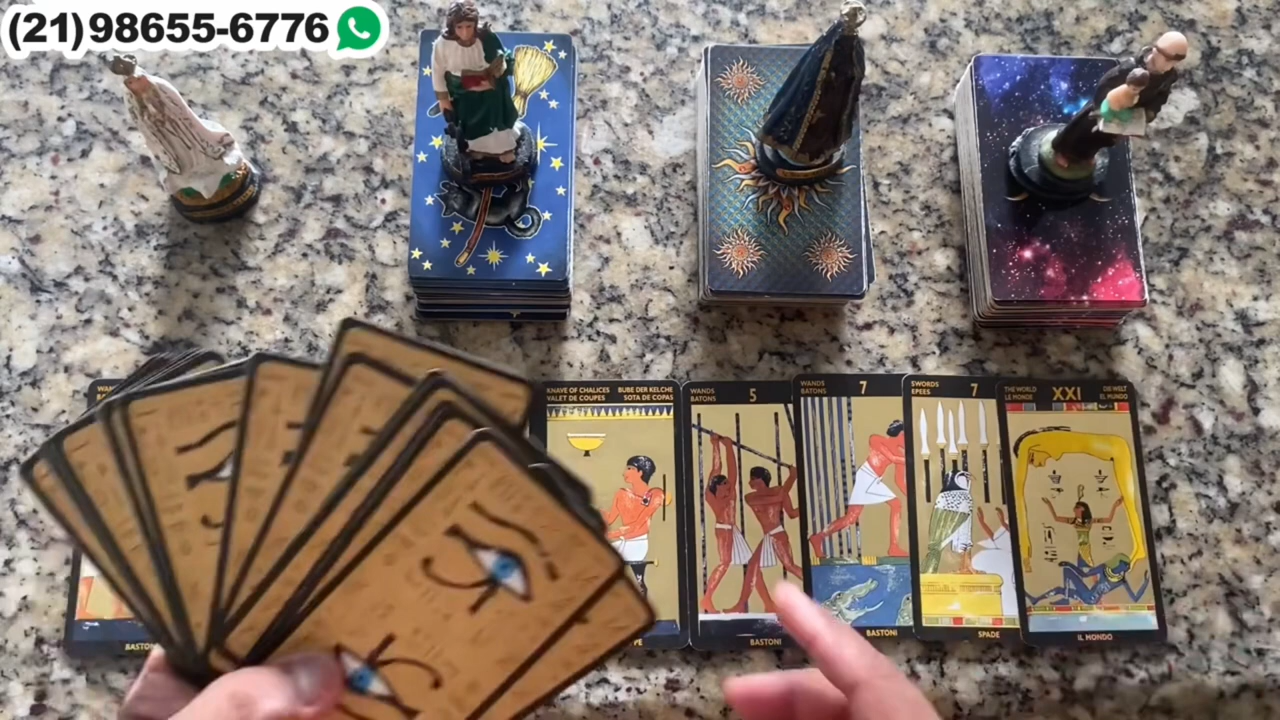 (21)98655-6776
WANDS
KNAVE OF CHALICES
VALET DE COUPES
BUBE DER KELCHE
SOTA DE COPAS
WANDS
BATONS
5
WANDS
BATONS
7
SWORDS
EPEES
7
THE WORLD
LE MONDE
XXI
DIE WELT
EL MUNDO
BASTONI
BASTONI
SPADE
IL MONDO